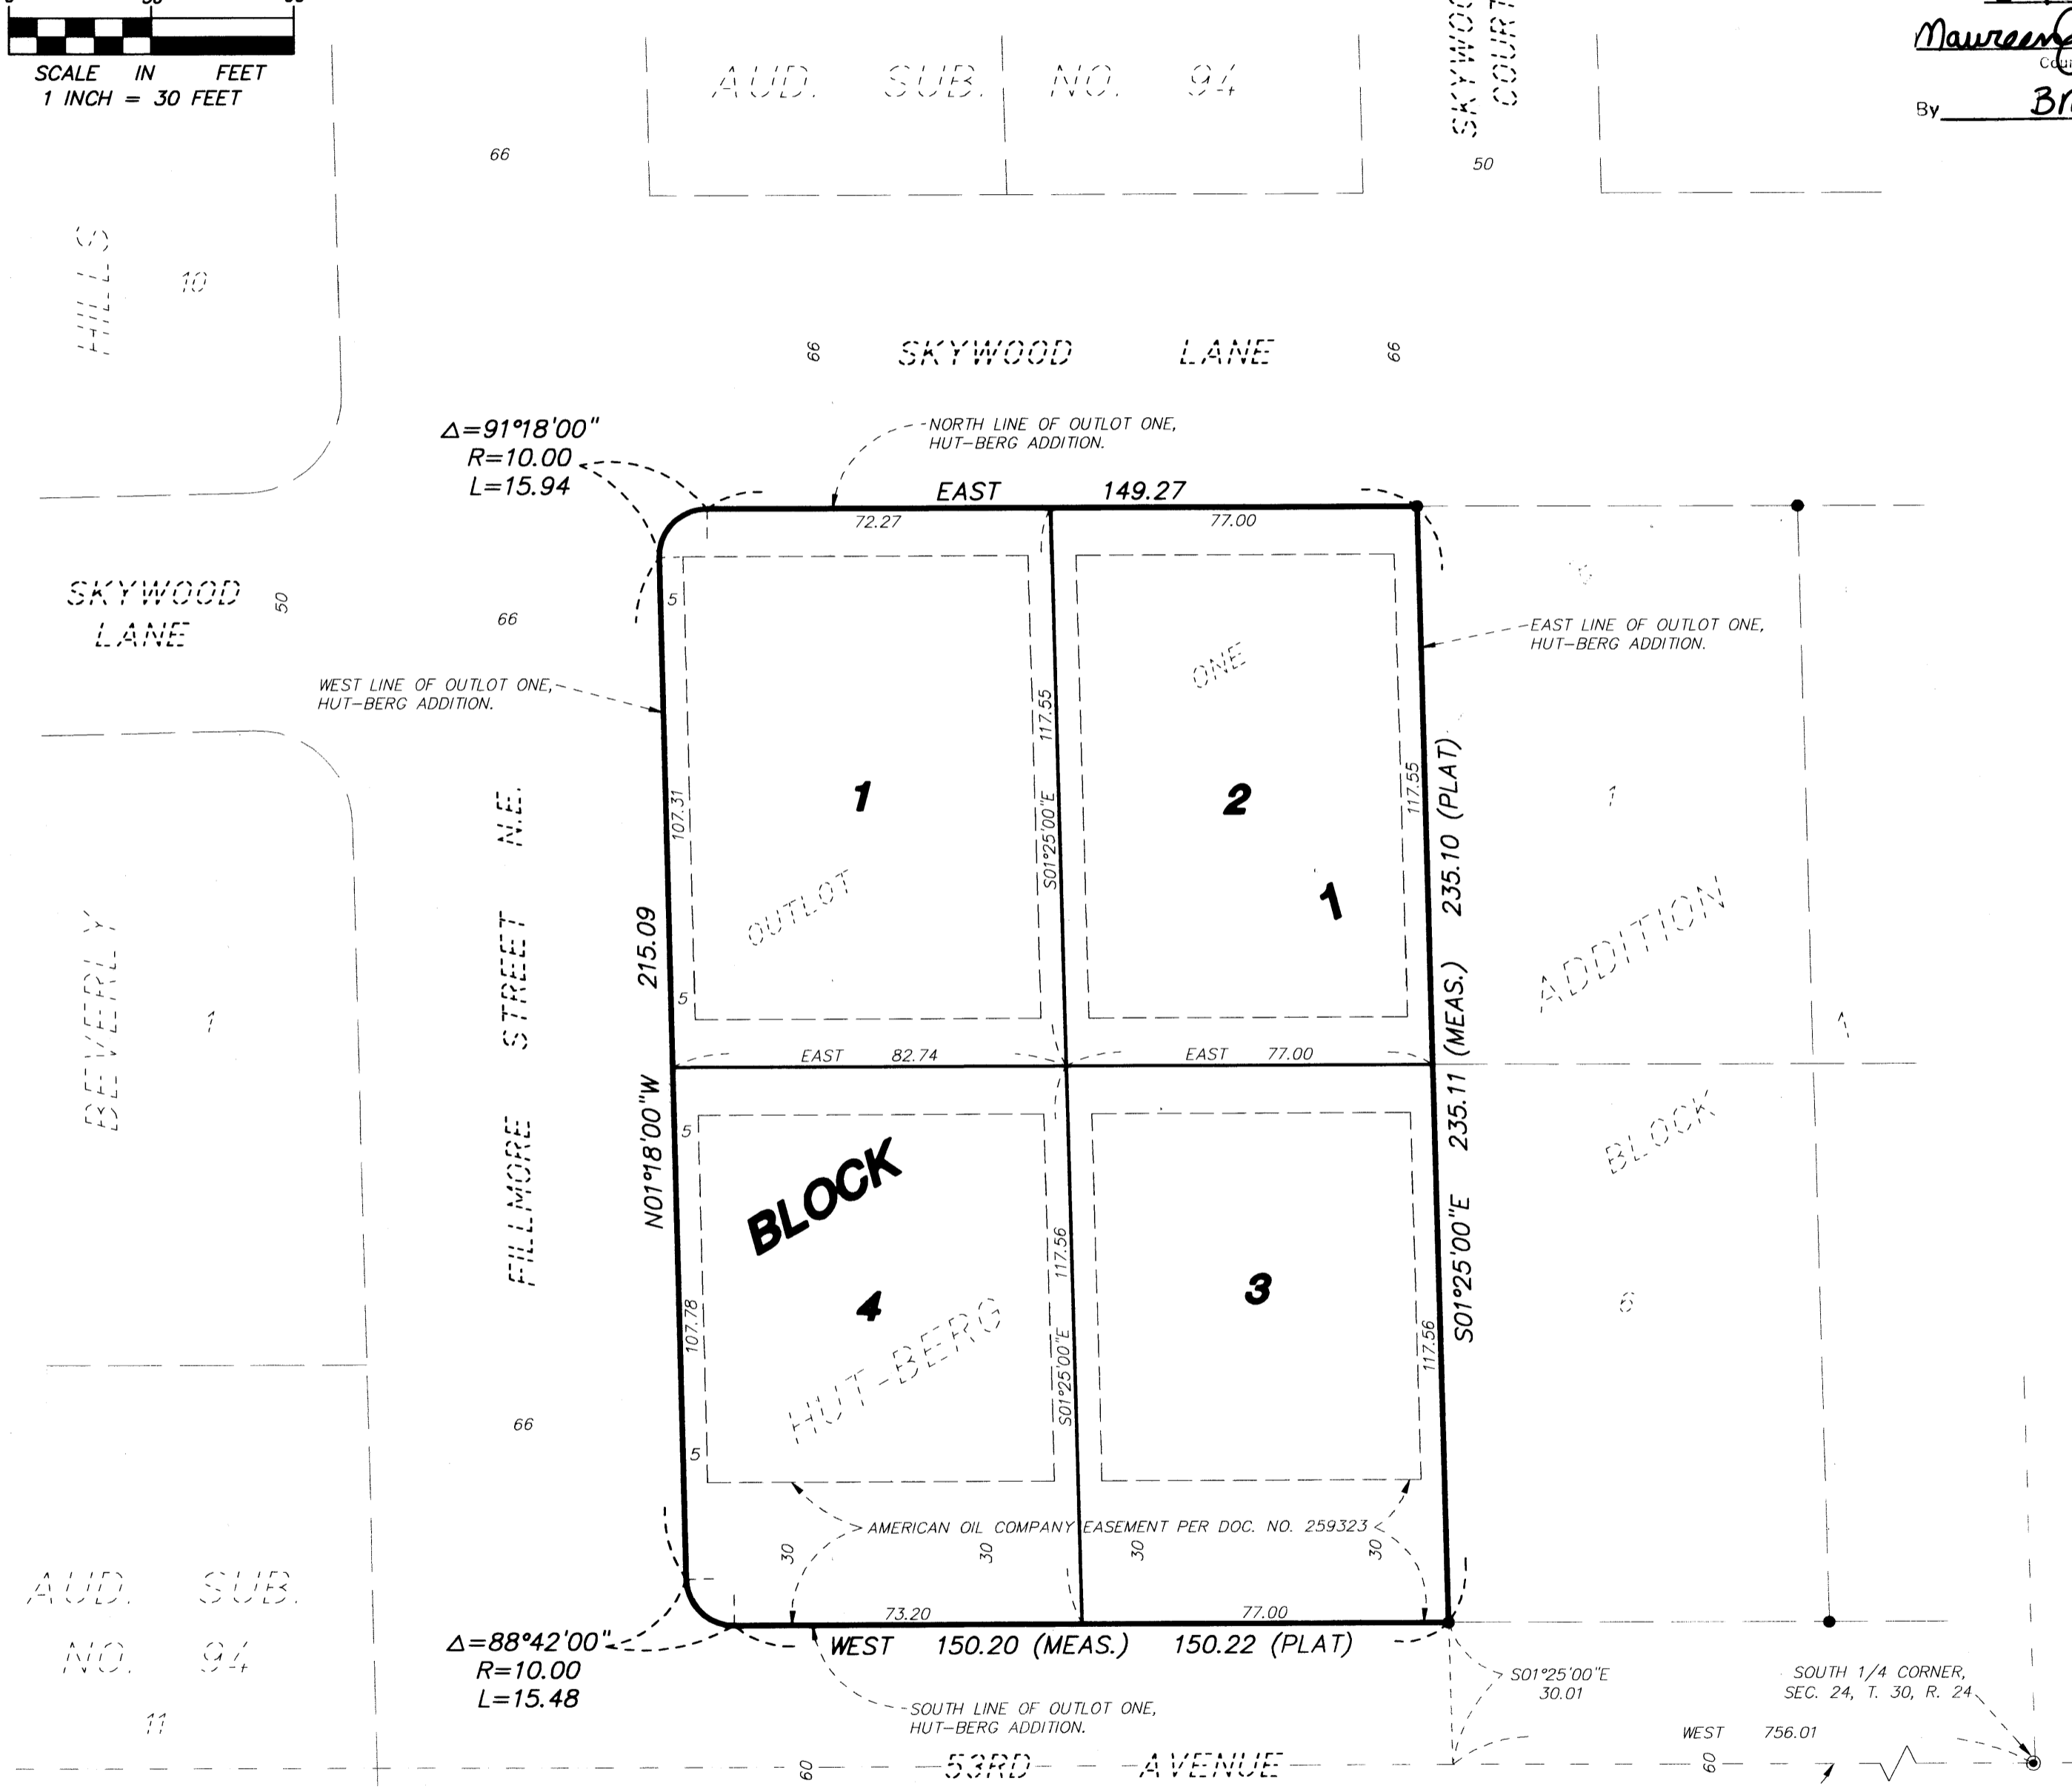 SCALE IN FEET
1 INCH = 30 FEET
AUD. SUB. NO. 94
SKYWOOD
COURT
Maureen
By Br
66
50
HILLS
10
66 SKYWOOD LANE 66
Δ=91°18'00"
R=10.00
L=15.94
NORTH LINE OF OUTLOT ONE,
HUT-BERG ADDITION.
EAST 149.27
72.27
77.00
SKYWOOD
LANE
50
66
5
ONE
EAST LINE OF OUTLOT ONE,
HUT-BERG ADDITION.
WEST LINE OF OUTLOT ONE,
HUT-BERG ADDITION.
S01°25'00"E 117.55
117.55
107.31
1
2
1
OUTLOT
1
5
N01°18'00"W 215.09
FILLMORE STREET N.E.
BEVERLY
1
S01°25'00"E 235.11 (MEAS.) 235.10 (PLAT)
ADDITION
1
EAST 82.74
EAST 77.00
5
BLOCK
BLOCK
S01°25'00"E 117.56
117.56
107.78
4
3
6
HUT-BERG
66
5
AMERICAN OIL COMPANY EASEMENT PER DOC. NO. 259323
30
30
30
30
AUD. SUB.
NO. 94
11
73.20
77.00
WEST 150.20 (MEAS.) 150.22 (PLAT)
Δ=88°42'00"
R=10.00
L=15.48
SOUTH LINE OF OUTLOT ONE,
HUT-BERG ADDITION.
S01°25'00"E
30.01
SOUTH 1/4 CORNER,
SEC. 24, T. 30, R. 24
WEST 756.01
60 53RD AVENUE 60